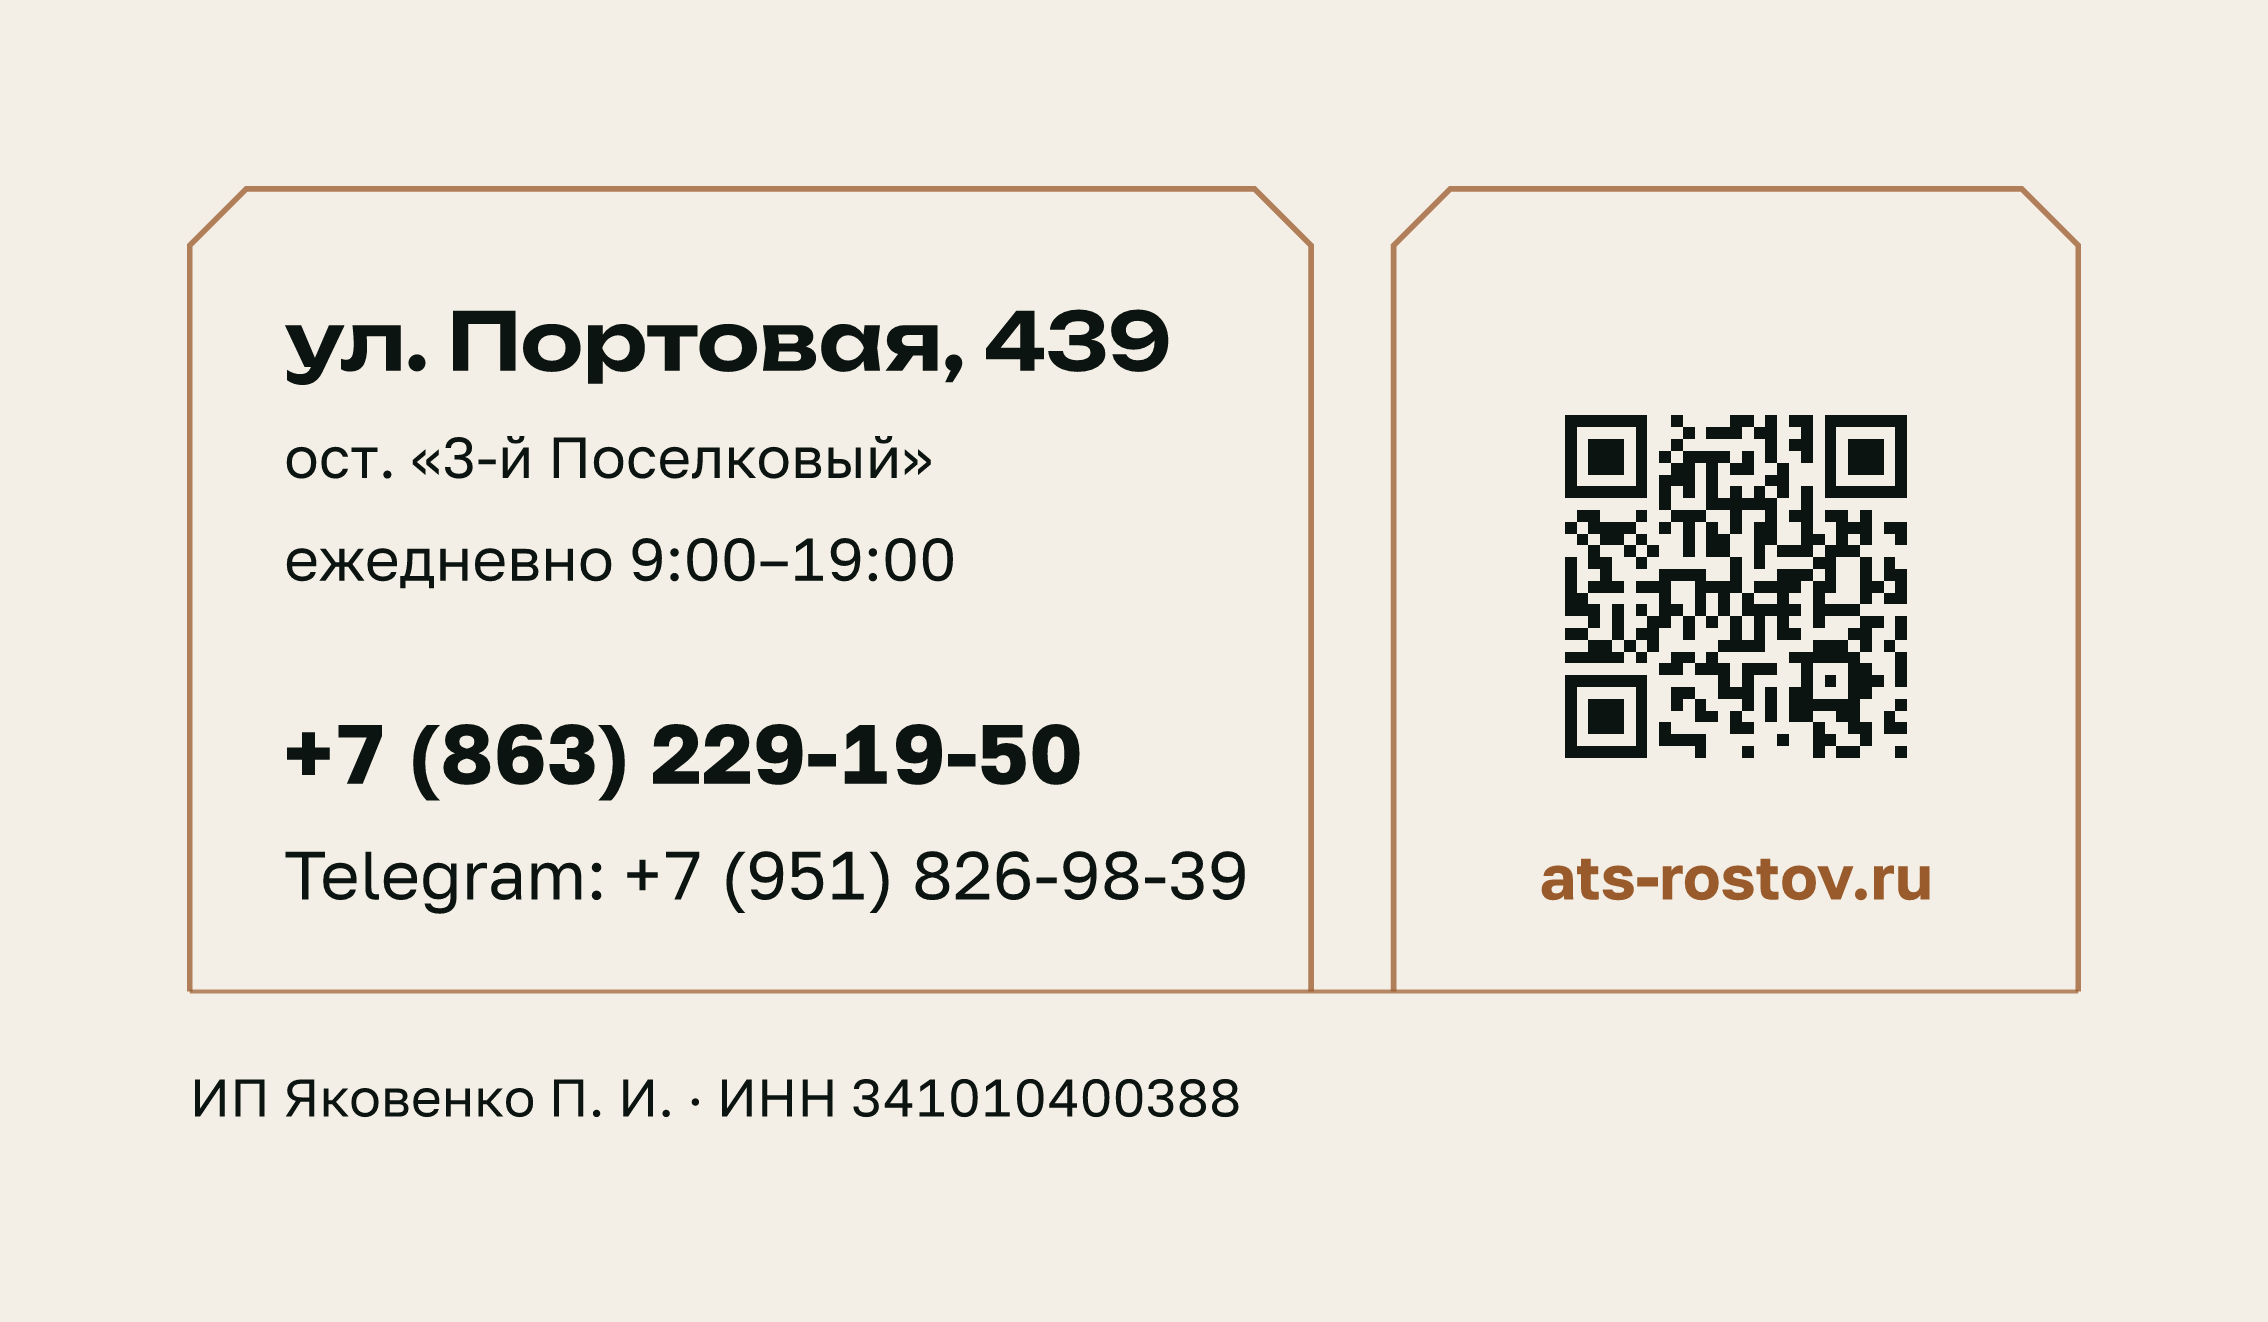 ул. Портовая, 439
ост. «3-й Поселковый»
ежедневно 9:00–19:00
+7 (863) 229-19-50
Telegram: +7 (951) 826-98-39
ats-rostov.ru
ИП Яковенко П. И. · ИНН 341010400388